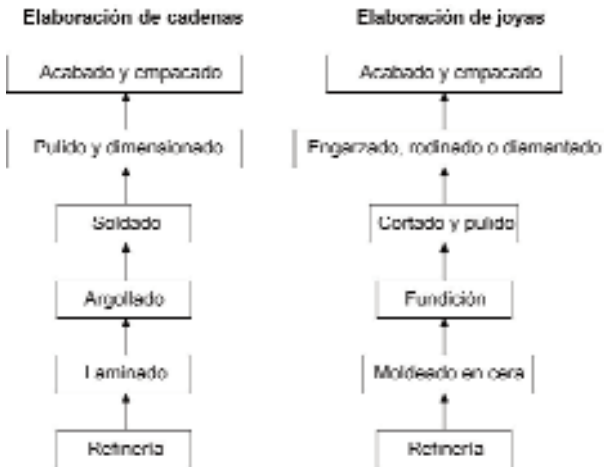 Elaboración de cadenas
Acabado y empacado
Pulido y dimensionado
Soldado
Argollado
Laminado
Refinería
Elaboración de joyas
Acabado y empacado
Engarzado, rodinado o diamantado
Cortado y pulido
Fundición
Moldeado en cera
Refinería